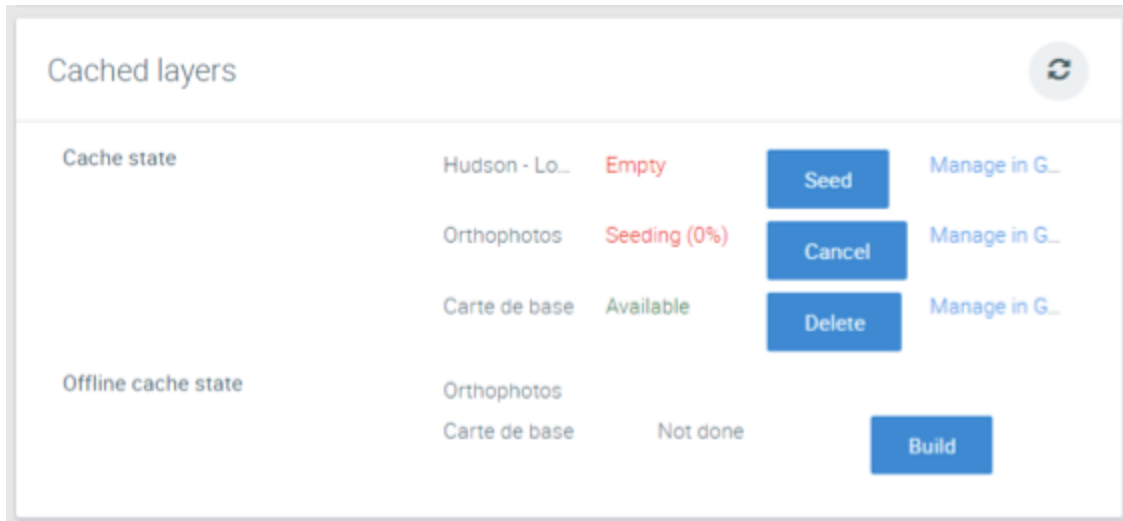 Cached layers
Cache state Hudson - Lo... Empty Seed Manage in G...
Orthophotos Seeding (0%) Cancel Manage in G...
Carte de base Available Delete Manage in G...
Offline cache state Orthophotos
Carte de base Not done Build